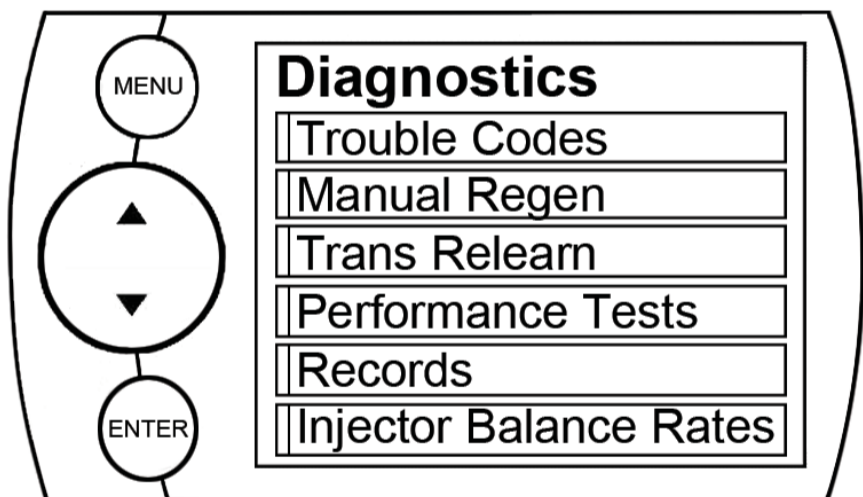 MENU
ENTER
Diagnostics
Trouble Codes
Manual Regen
Trans Relearn
Performance Tests
Records
Injector Balance Rates